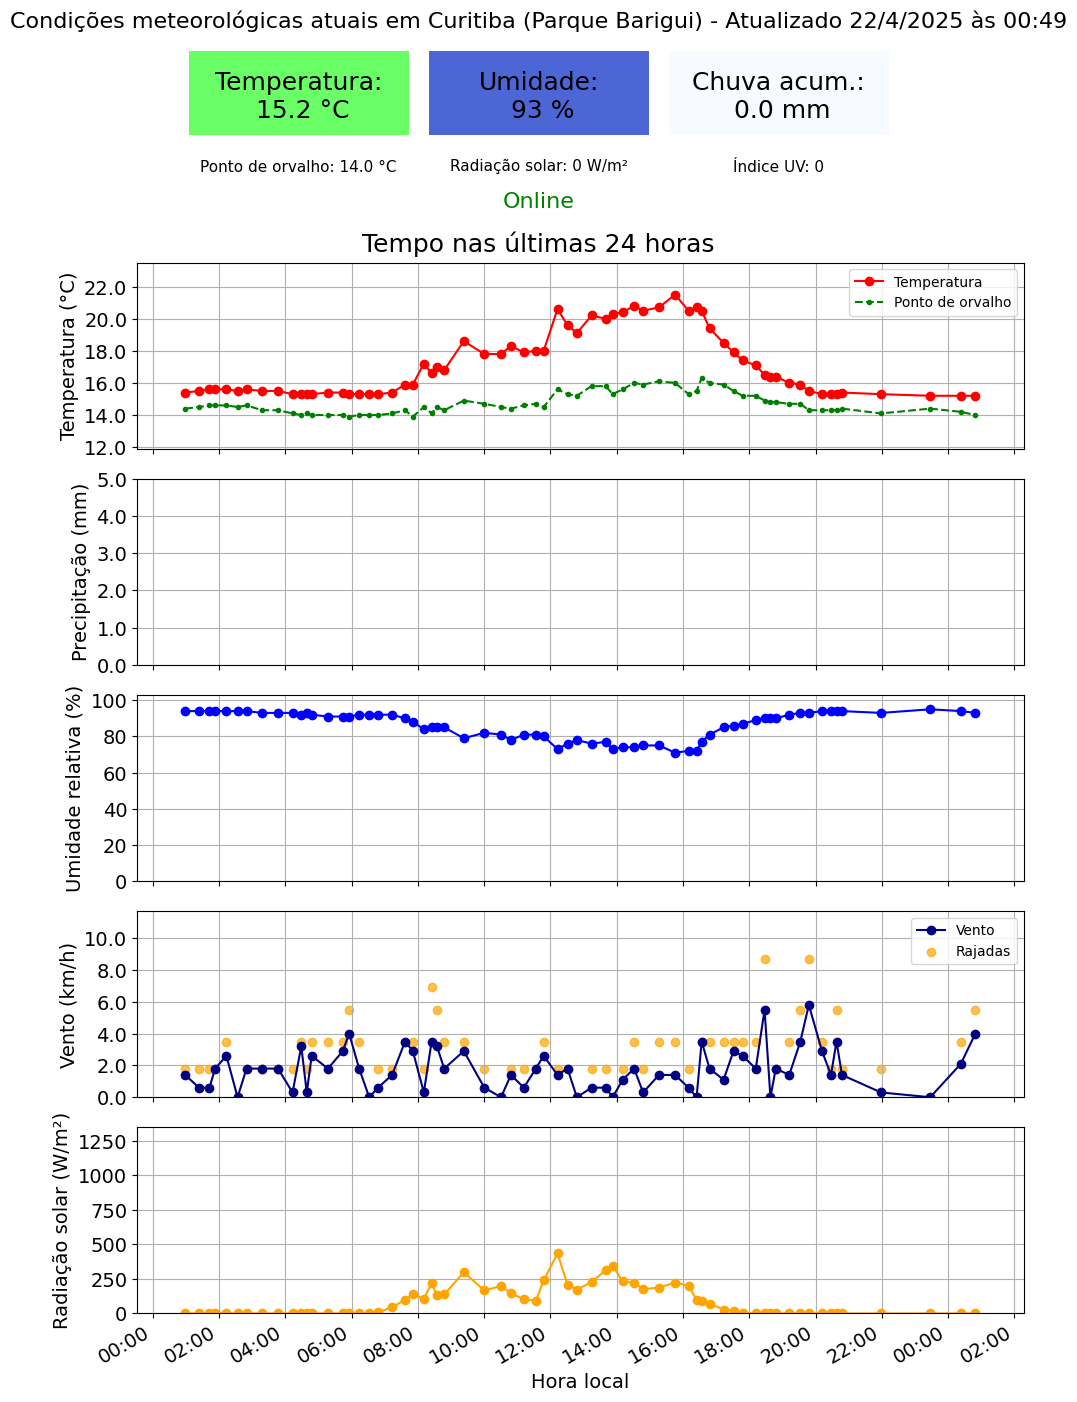 Condições meteorológicas atuais em Curitiba (Parque Barigui) - Atualizado 22/4/2025 às 00:49
Temperatura:
15.2 °C
Umidade:
93 %
Chuva acum.:
0.0 mm
Ponto de orvalho: 14.0 °C
Radiação solar: 0 W/m²
Índice UV: 0
Online
Tempo nas últimas 24 horas
Temperatura (°C)
22.0
20.0
18.0
16.0
14.0
12.0
Temperatura
Ponto de orvalho
Precipitação (mm)
5.0
4.0
3.0
2.0
1.0
0.0
Umidade relativa (%)
100
80
60
40
20
0
Vento (km/h)
10.0
8.0
6.0
4.0
2.0
0.0
Vento
Rajadas
Radiação solar (W/m²)
1250
1000
750
500
250
0
00:00
02:00
04:00
06:00
08:00
10:00
12:00
14:00
16:00
18:00
20:00
22:00
00:00
02:00
Hora local